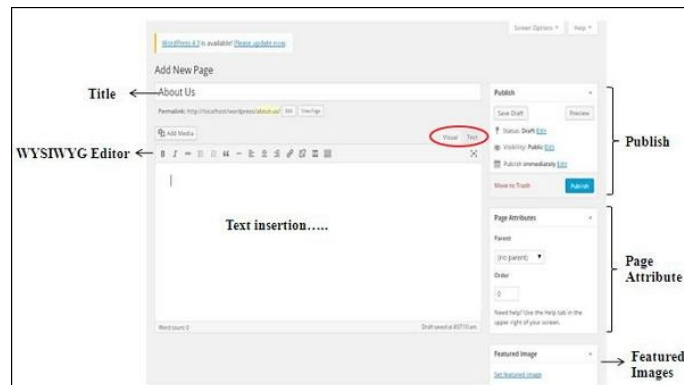 Screen Options ▼ Help ▼
WordPress 4.3 is available! Please update now.
Add New Page
Title
About Us
Permalink: http://localhost/wordpress/about-us/ Edit View Page
Add Media
Visual Text
WYSIWYG Editor
B I
Text insertion.....
Word count: 0
Draft saved at
Publish
Save Draft Preview
Status: Draft Edit
Visibility: Public Edit
Publish immediately Edit
Move to Trash Publish
Publish
Page Attributes
Parent
(no parent) ▼
Order
0
Need help? Use the Help tab in the
upper right of your screen.
Page
Attribute
Featured Image
Set featured image
Featured
Images